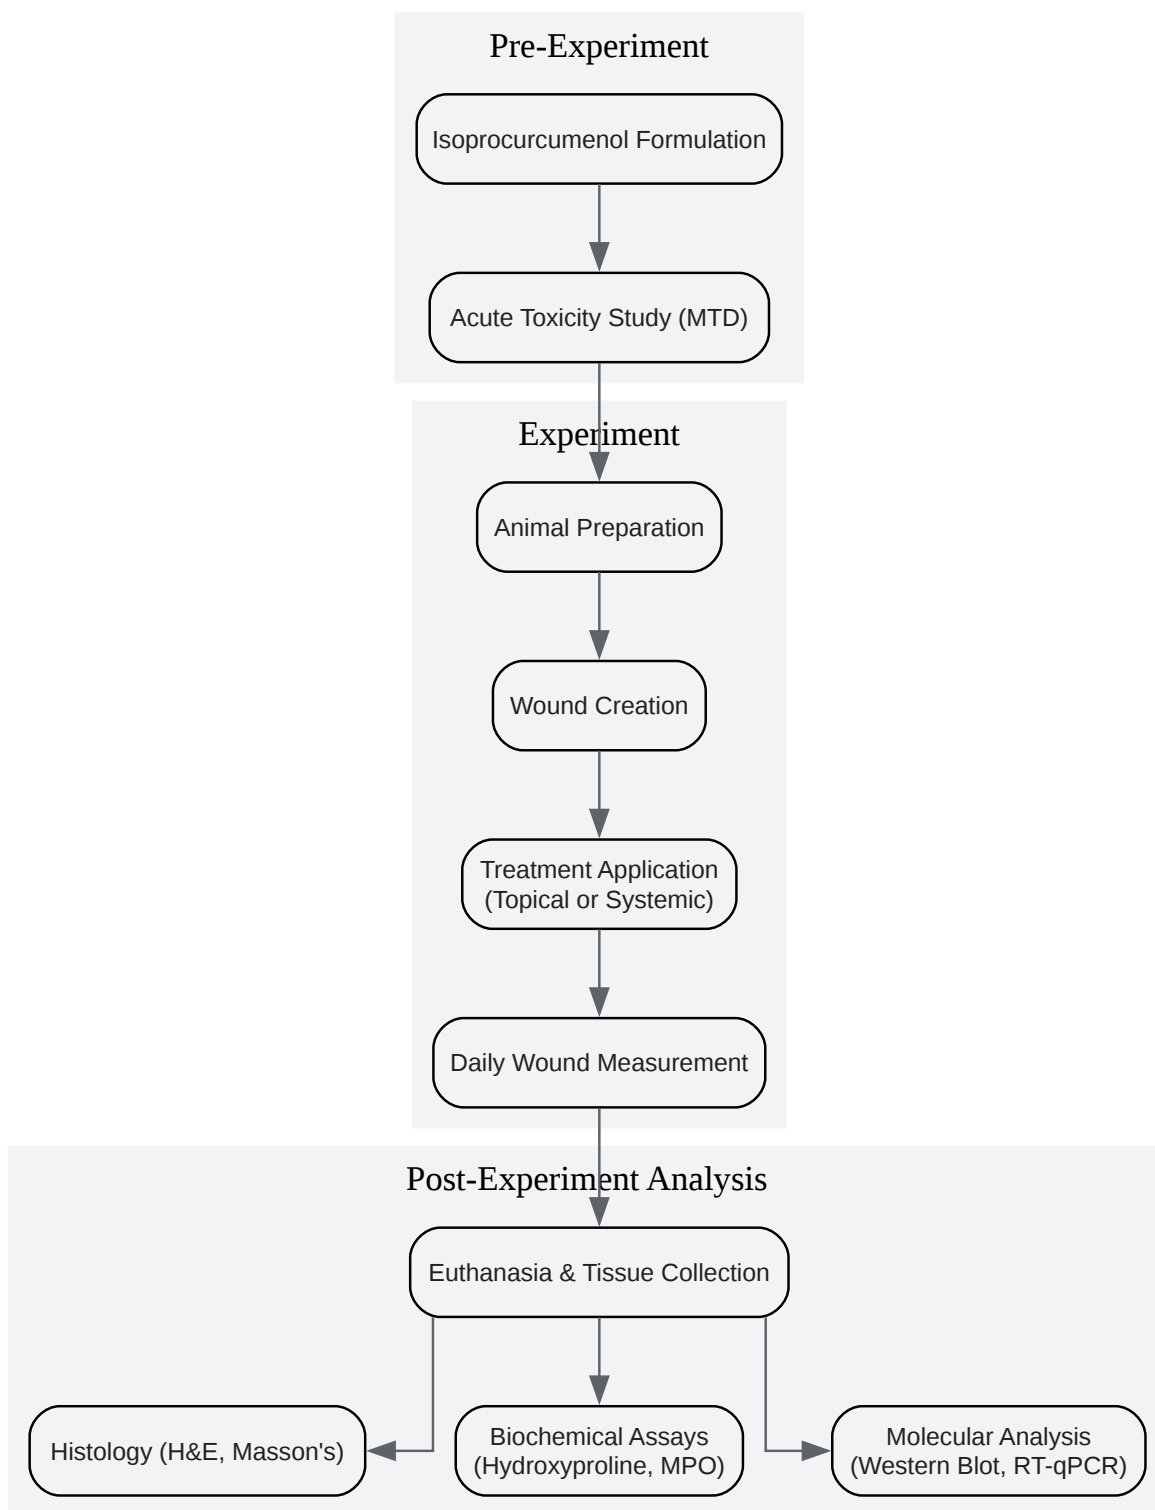 Pre-Experiment
Isoprocurcumenol Formulation
Acute Toxicity Study (MTD)
Experiment
Animal Preparation
Wound Creation
Treatment Application
(Topical or Systemic)
Daily Wound Measurement
Post-Experiment Analysis
Euthanasia & Tissue Collection
Histology (H&E, Masson's)
Biochemical Assays
(Hydroxyproline, MPO)
Molecular Analysis
(Western Blot, RT-qPCR)